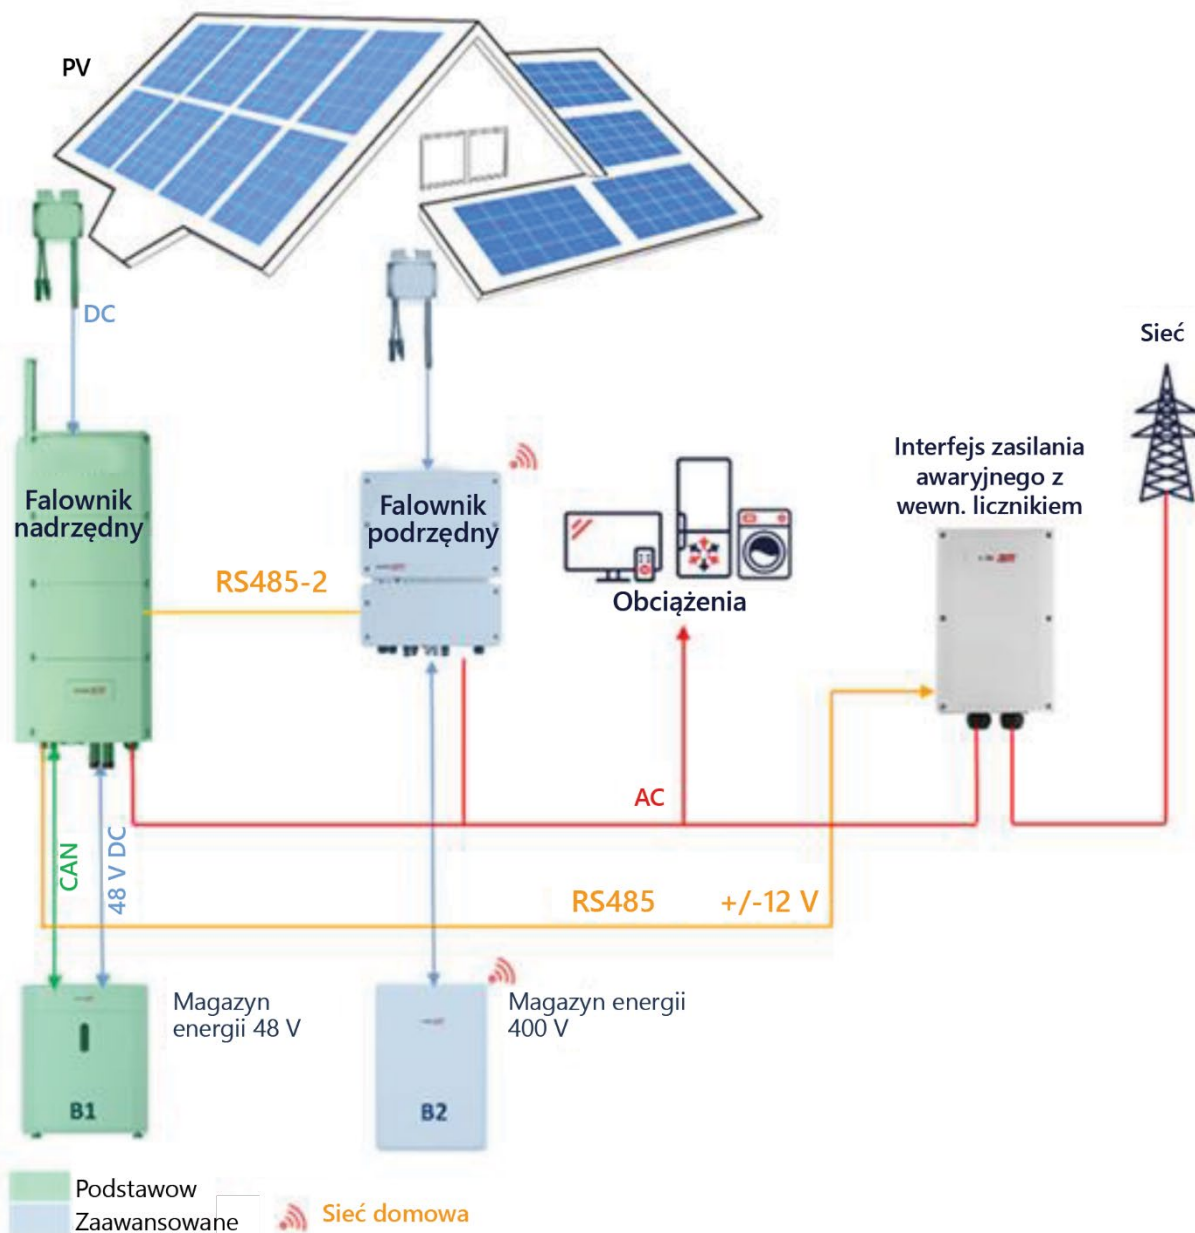 PV
DC
Sieć
Interfejs zasilania
awaryjnego z
wewn. licznikiem
Falownik
nadrzędny
Falownik
podrzędny
RS485-2
Obciążenia
AC
CAN
48 V DC
RS485 +/-12 V
Magazyn
energii 48 V
Magazyn energii
400 V
B1
B2
Podstawow
Zaawansowane
Sieć domowa